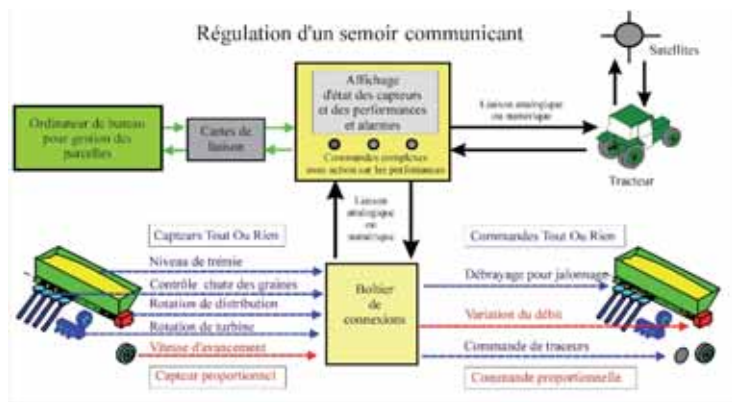 Régulation d'un semoir communicant
Satellites
Affichage
d'état des capteurs
et des performances
et alarmes
Liaison analogique
ou numérique
Ordinateur de bureau
pour gestion des
parcelles
Cartes de
liaison
Commandes complexes
avec action sur les performances
Tracteur
Liaison
analogique
ou
numérique
Capteurs Tout Ou Rien
Commandes Tout Ou Rien
Niveau de trémie
Contrôle chute des graines
Rotation de distribution
Rotation de turbine
Vitesse d'avancement
Capteur proportionnel
Boîtier
de
connexions
Débrayage pour jalonnage
Variation du débit
Commande de traceurs
Commande proportionnelle